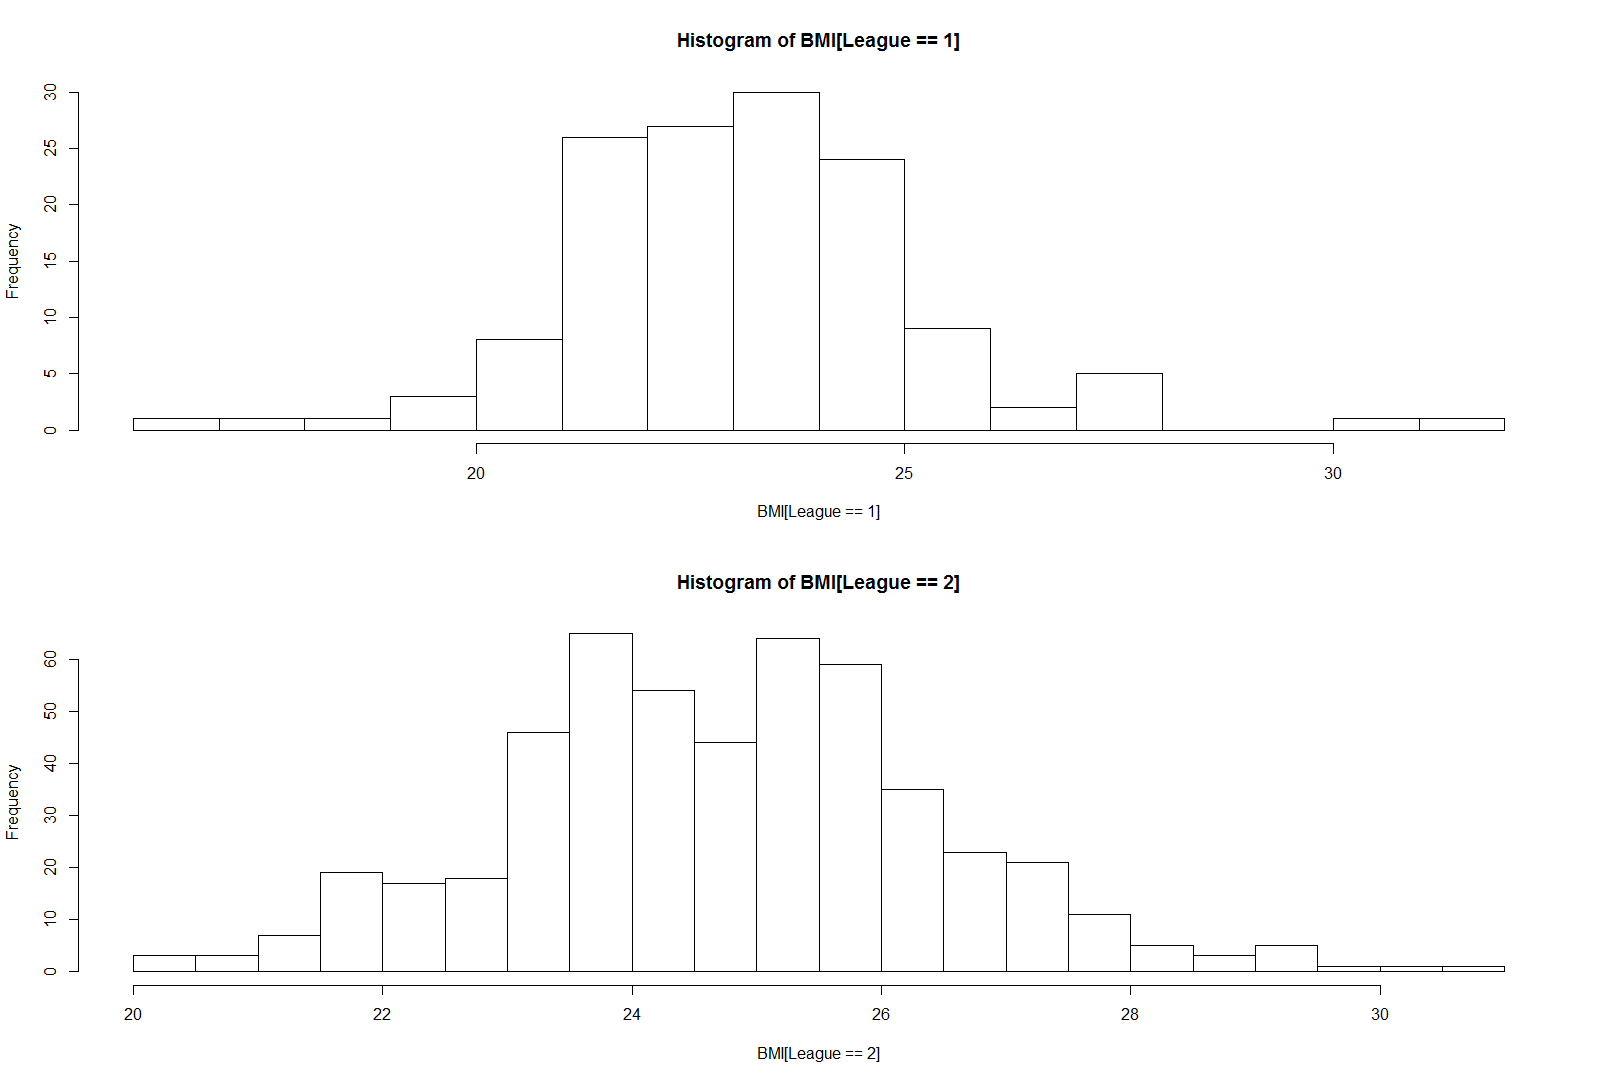 Histogram of BMI[League == 1]
30
25
20
15
10
5
0
Frequency
20 25 30
BMI[League == 1]
Histogram of BMI[League == 2]
60
50
40
30
20
10
0
Frequency
20 22 24 26 28 30
BMI[League == 2]